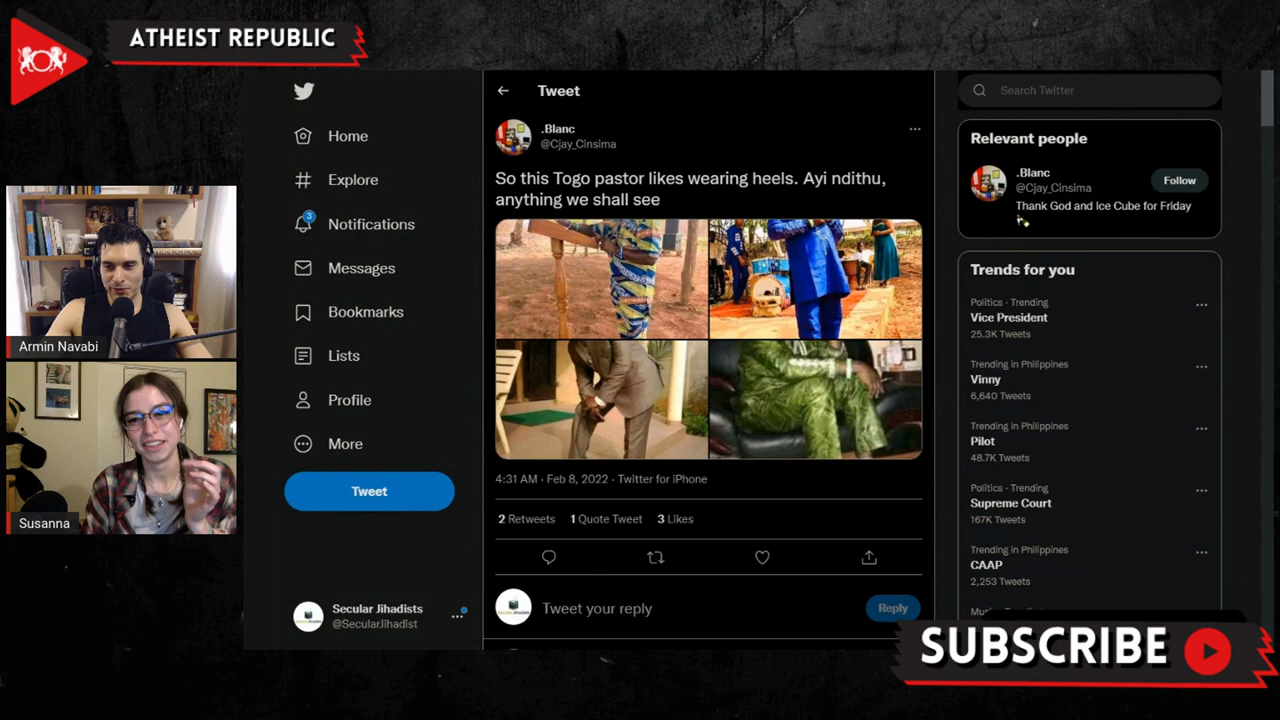 ATHEIST REPUBLIC
Armin Navabi
Susanna
Home
Explore
3
Notifications
Messages
Bookmarks
Lists
Profile
More
Tweet
Secular Jihadists
@SecularJihadist
Tweet
.Blanc
@Cjay_Cinsima
So this Togo pastor likes wearing heels. Ayi ndithu,
anything we shall see
4:31 AM · Feb 8, 2022 · Twitter for iPhone
2 Retweets 1 Quote Tweet 3 Likes
Tweet your reply
Reply
Search Twitter
Relevant people
.Blanc
@Cjay_Cinsima
Follow
Thank God and Ice Cube for Friday
Trends for you
Politics · Trending
Vice President
25.3K Tweets
Trending in Philippines
Vinny
6,640 Tweets
Trending in Philippines
Pilot
48.7K Tweets
Politics · Trending
Supreme Court
167K Tweets
Trending in Philippines
CAAP
2,253 Tweets
SUBSCRIBE